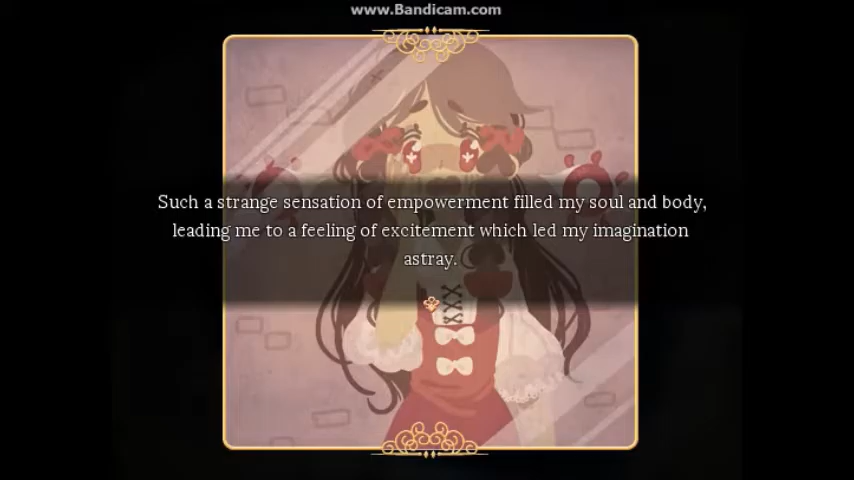 www.Bandicam.com
Such a strange sensation of empowerment filled my soul and body,
leading me to a feeling of excitement which led my imagination
astray.